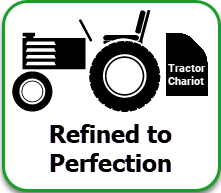 Tractor
Chariot
Refined to
Perfection